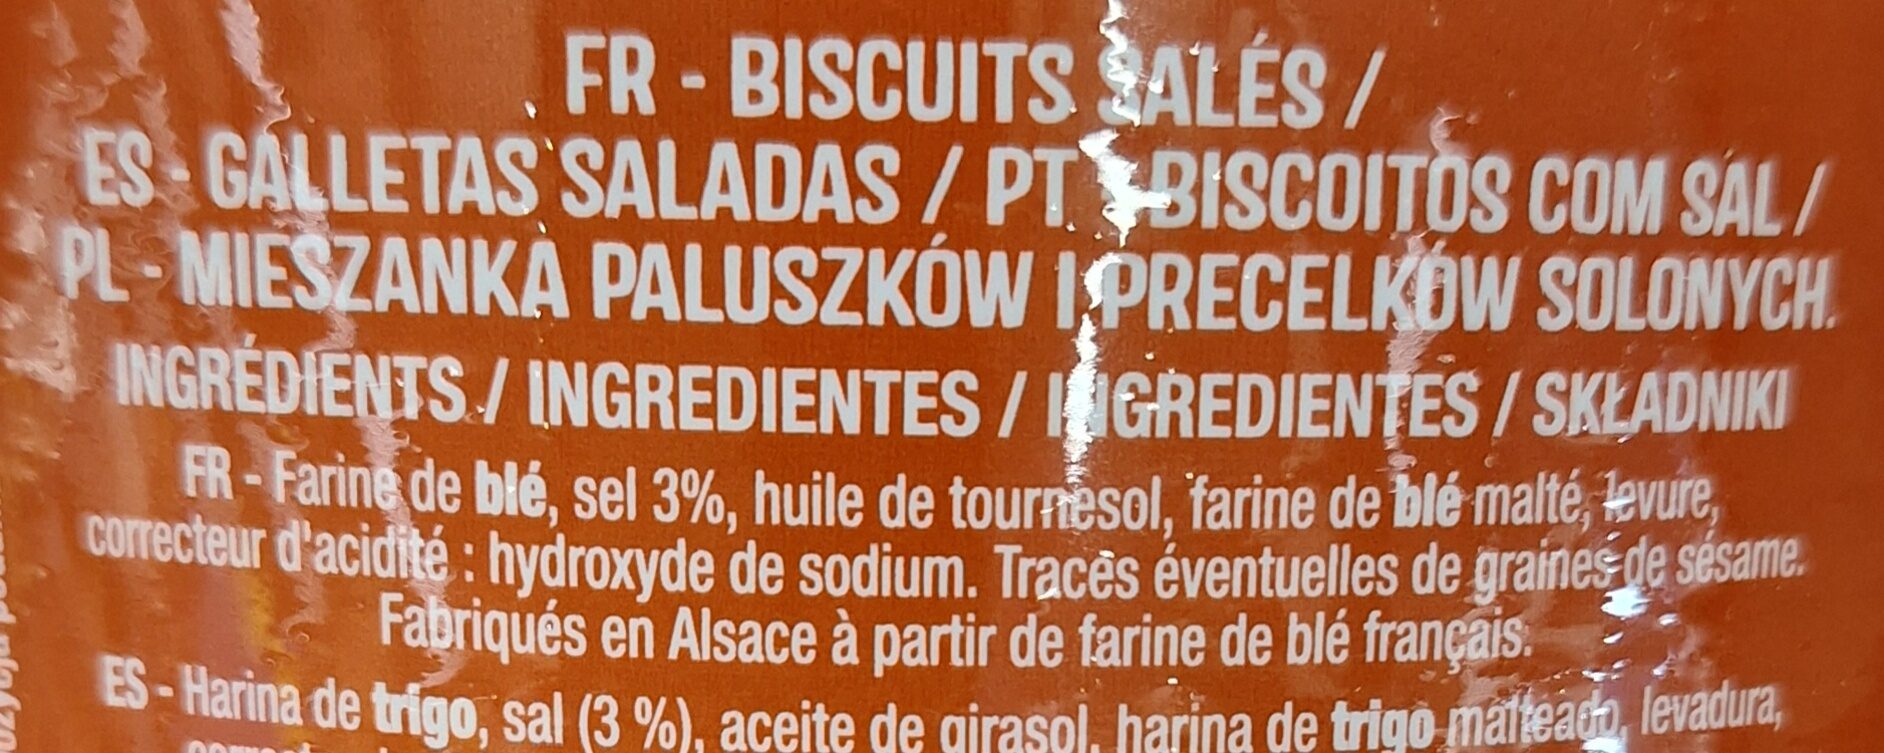 FR - BISCUITS SALÉS /
ES - GALLETAS SALADAS / PT - BISCOITOS COM SAL /
PL - MIESZANKA PALUSZKÓW I PRECELKÓW SOLONYCH.
INGRÉDIENTS / INGREDIENTES / INGREDIENTES / SKŁADNIKI
FR - Farine de blé, sel 3%, huile de tournesol, farine de blé malté, levure,
correcteur d'acidité : hydroxyde de sodium. Traces éventuelles de graines de sésame.
Fabriqués en Alsace à partir de farine de blé français.
ES - Harina de trigo, sal (3 %), aceite de girasol, harina de trigo malteado, levadura,